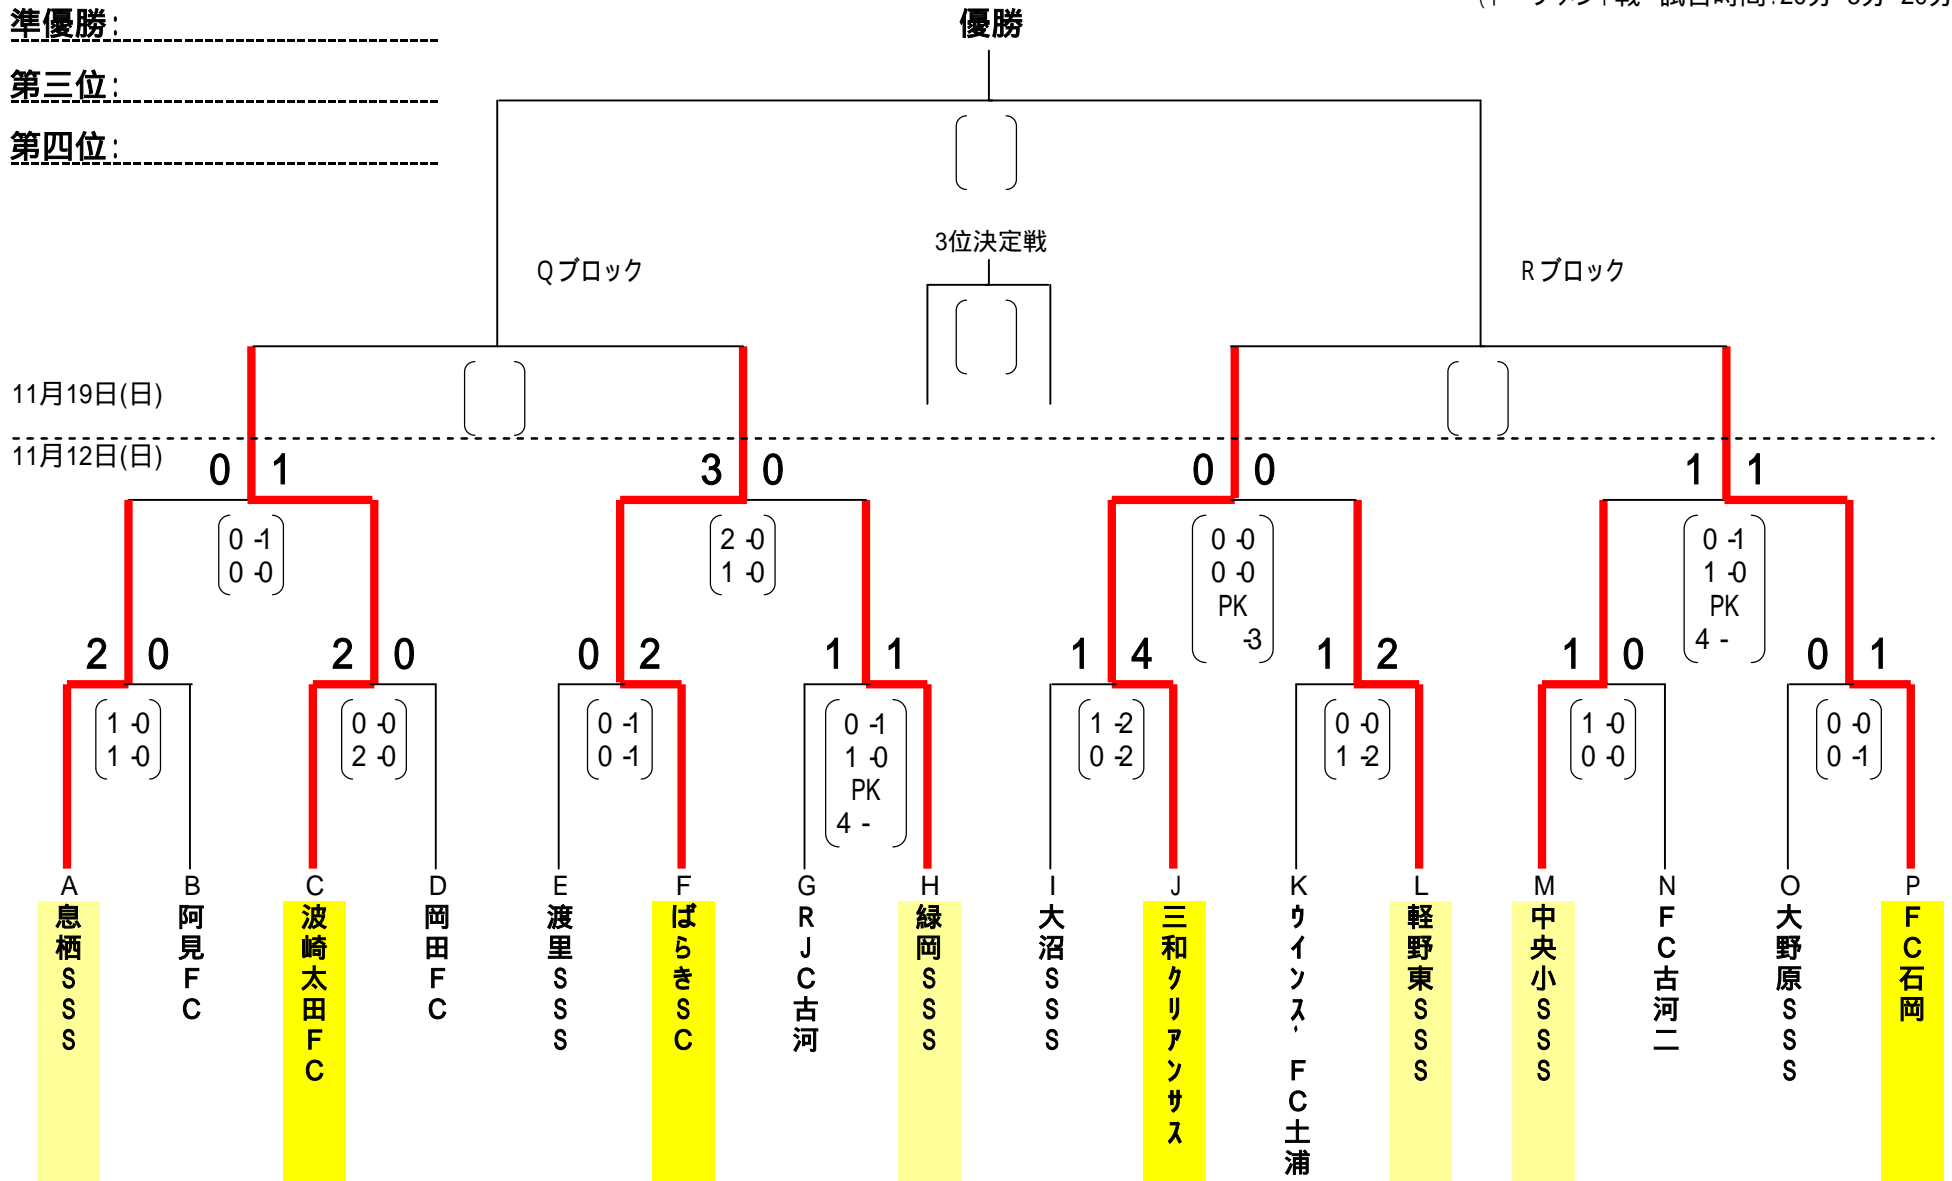 準優勝:
優勝
第三位:
第四位:
3位決定戦
Qブロック
Rブロック
11月19日(日)
11月12日(日)
0 1
3 0
0 0
1 1
0 -1
0 -0
2 -0
1 -0
0 -0
0 -0
PK
-3
0 -1
1 -0
PK
4 -
2 0
2 0
0 2
1 1
1 4
1 2
1 0
0 1
1 -0
1 -0
0 -0
2 -0
0 -1
0 -1
0 -1
1 -0
PK
4 -
1 -2
0 -2
0 -0
1 -2
1 -0
0 -0
0 -0
0 -1
A
息栖SSS
B
阿見FC
C
波崎太田FC
D
岡田FC
E
渡里SSS
F
ばらきSC
G
RJC古河
H
緑岡SSS
I
大沼SSS
J
三和クリアンサス
K
ウインズFC土浦
L
軽野東SSS
M
中央小SSS
N
FC古河二
O
大野原SSS
P
FC石岡